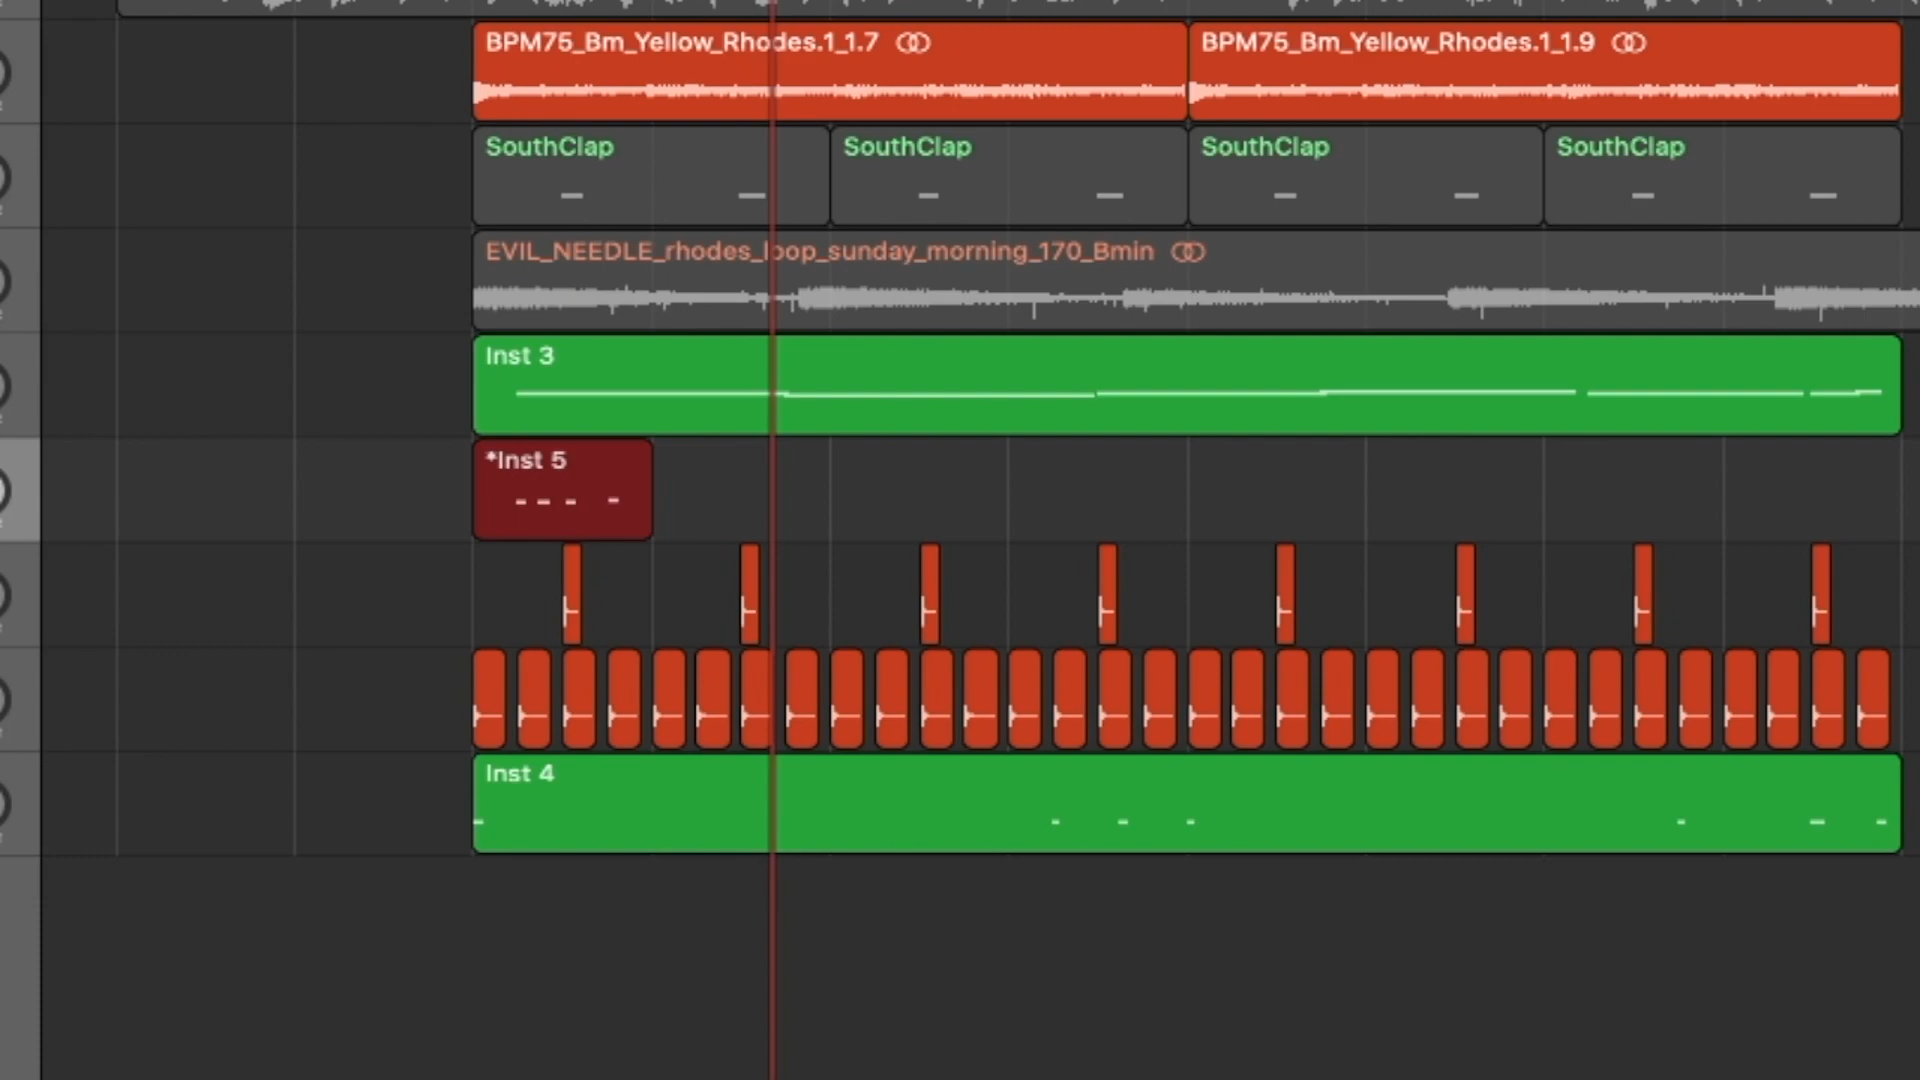 BPM75_Bm_Yellow_Rhodes.1_1.7
BPM75_Bm_Yellow_Rhodes.1_1.9
SouthClap
SouthClap
SouthClap
SouthClap
EVIL_NEEDLE_rhodes_loop_sunday_morning_170_Bmin
Inst 3
*Inst 5
Inst 4